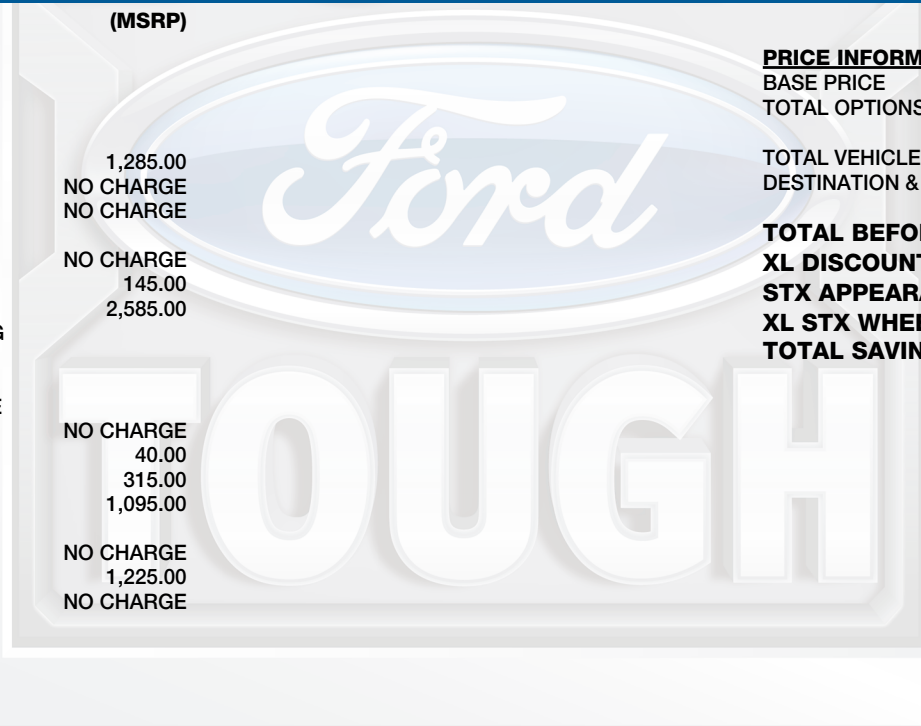 (MSRP)
1,285.00
NO CHARGE
NO CHARGE
NO CHARGE
145.00
2,585.00
NO CHARGE
40.00
315.00
1,095.00
NO CHARGE
1,225.00
NO CHARGE
Ford
TOUGH
PRICE INFORM
BASE PRICE
TOTAL OPTIONS
TOTAL VEHICLE
DESTINATION &
TOTAL BEFO
XL DISCOUNT
STX APPEAR
XL STX WHE
TOTAL SAVIN